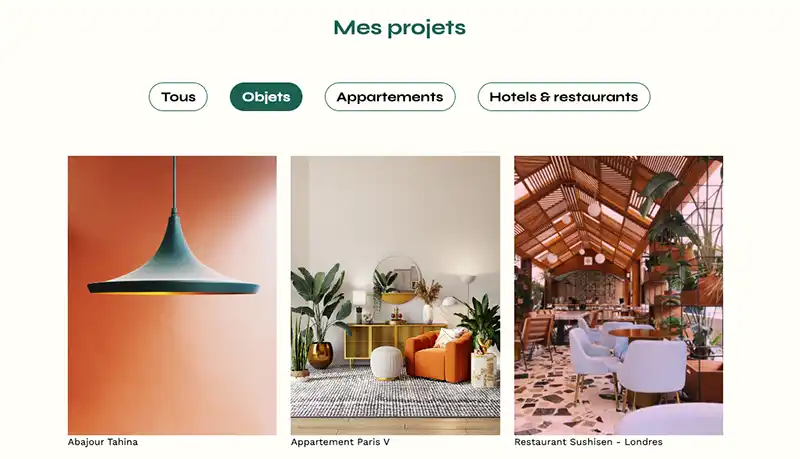 Mes projets
Tous
Objets
Appartements
Hotels & restaurants
Abajour Tahina
Appartement Paris V
Restaurant Sushisen - Londres